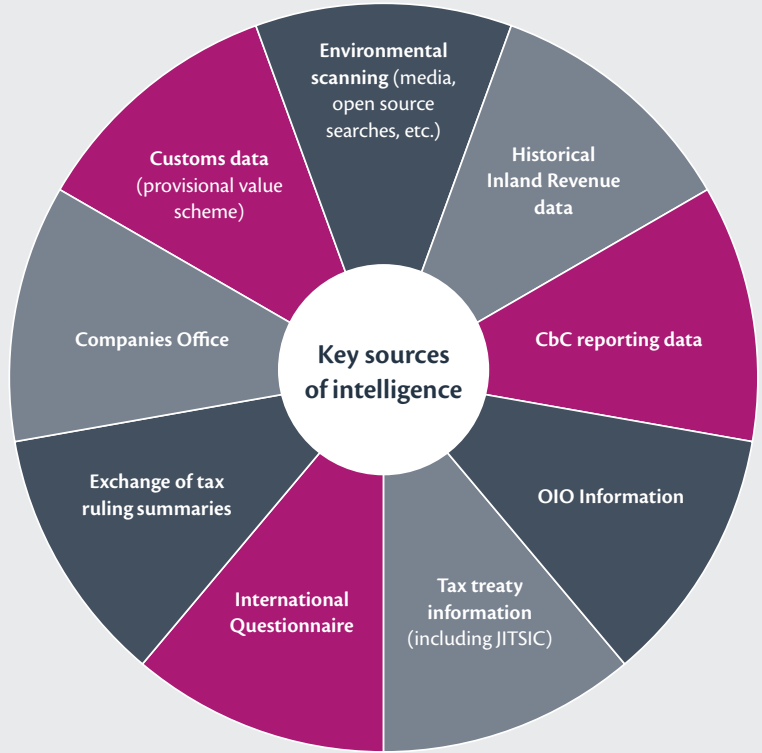 Environmental
scanning (media,
open source
searches, etc.)
Historical
Inland Revenue
data
CbC reporting data
OIO Information
Tax treaty
information
(including JITSIC)
International
Questionnaire
Exchange of tax
ruling summaries
Companies Office
Customs data
(provisional value
scheme)
Key sources
of intelligence